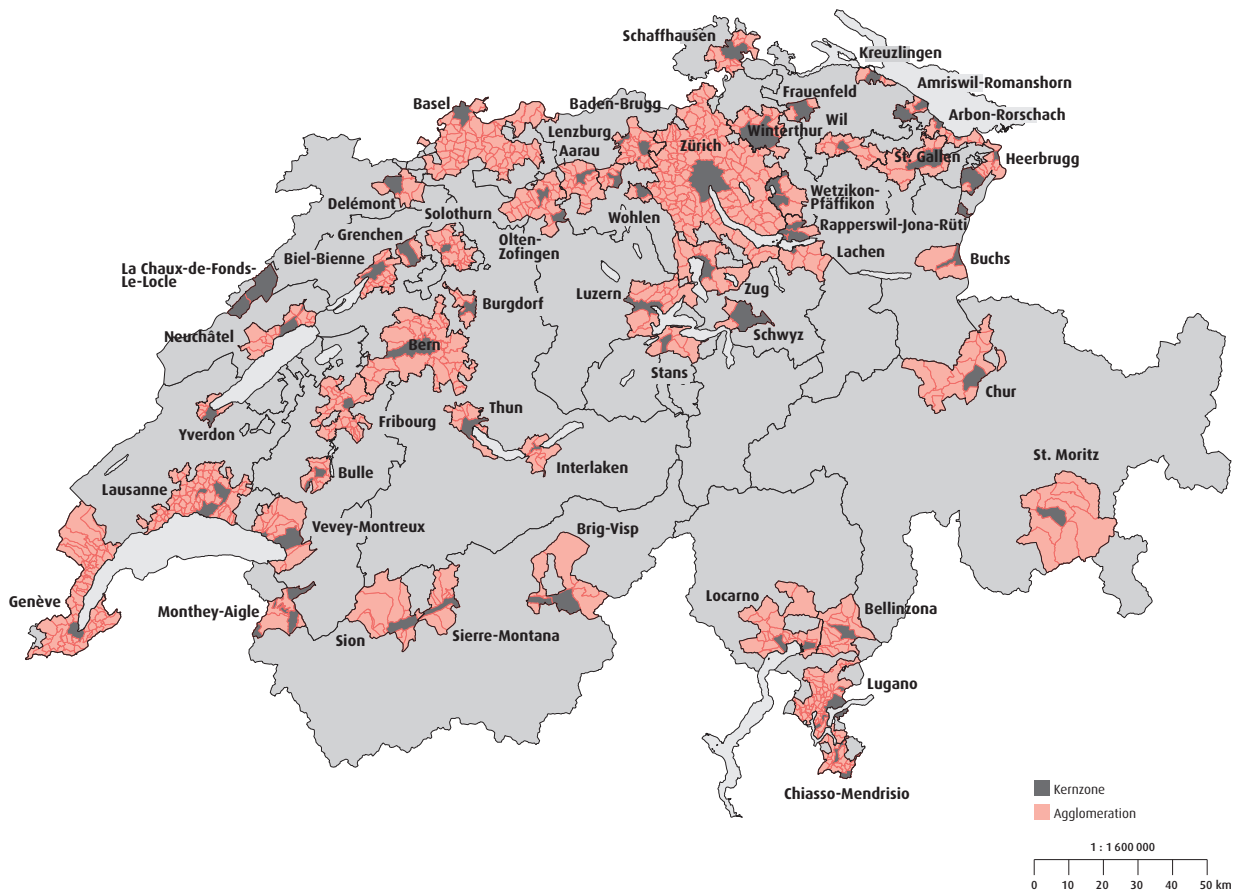 Schaffhausen
Kreuzlingen
Amriswil-Romanshorn
Frauenfeld
Basel
Baden-Brugg
Arbon-Rorschach
Wil
Lenzburg
Winterthur
Zürich
Aarau
St. Gallen
Heerbrugg
Delémont
Wetzikon-
Pfäffikon
Solothurn
Wohlen
Rapperswil-Jona-Rüti
Grenchen
Olten-
Zofingen
Lachen
Biel-Bienne
Buchs
La Chaux-de-Fonds-
Le-Locle
Zug
Luzern
Burgdorf
Neuchâtel
Schwyz
Bern
Stans
Chur
Thun
Fribourg
Yverdon
St. Moritz
Interlaken
Bulle
Lausanne
Vevey-Montreux
Brig-Visp
Locarno
Genève
Bellinzona
Monthey-Aigle
Sion
Sierre-Montana
Lugano
Chiasso-Mendrisio
Kernzone
Agglomeration
1 : 1 600 000
0 10 20 30 40 50 km